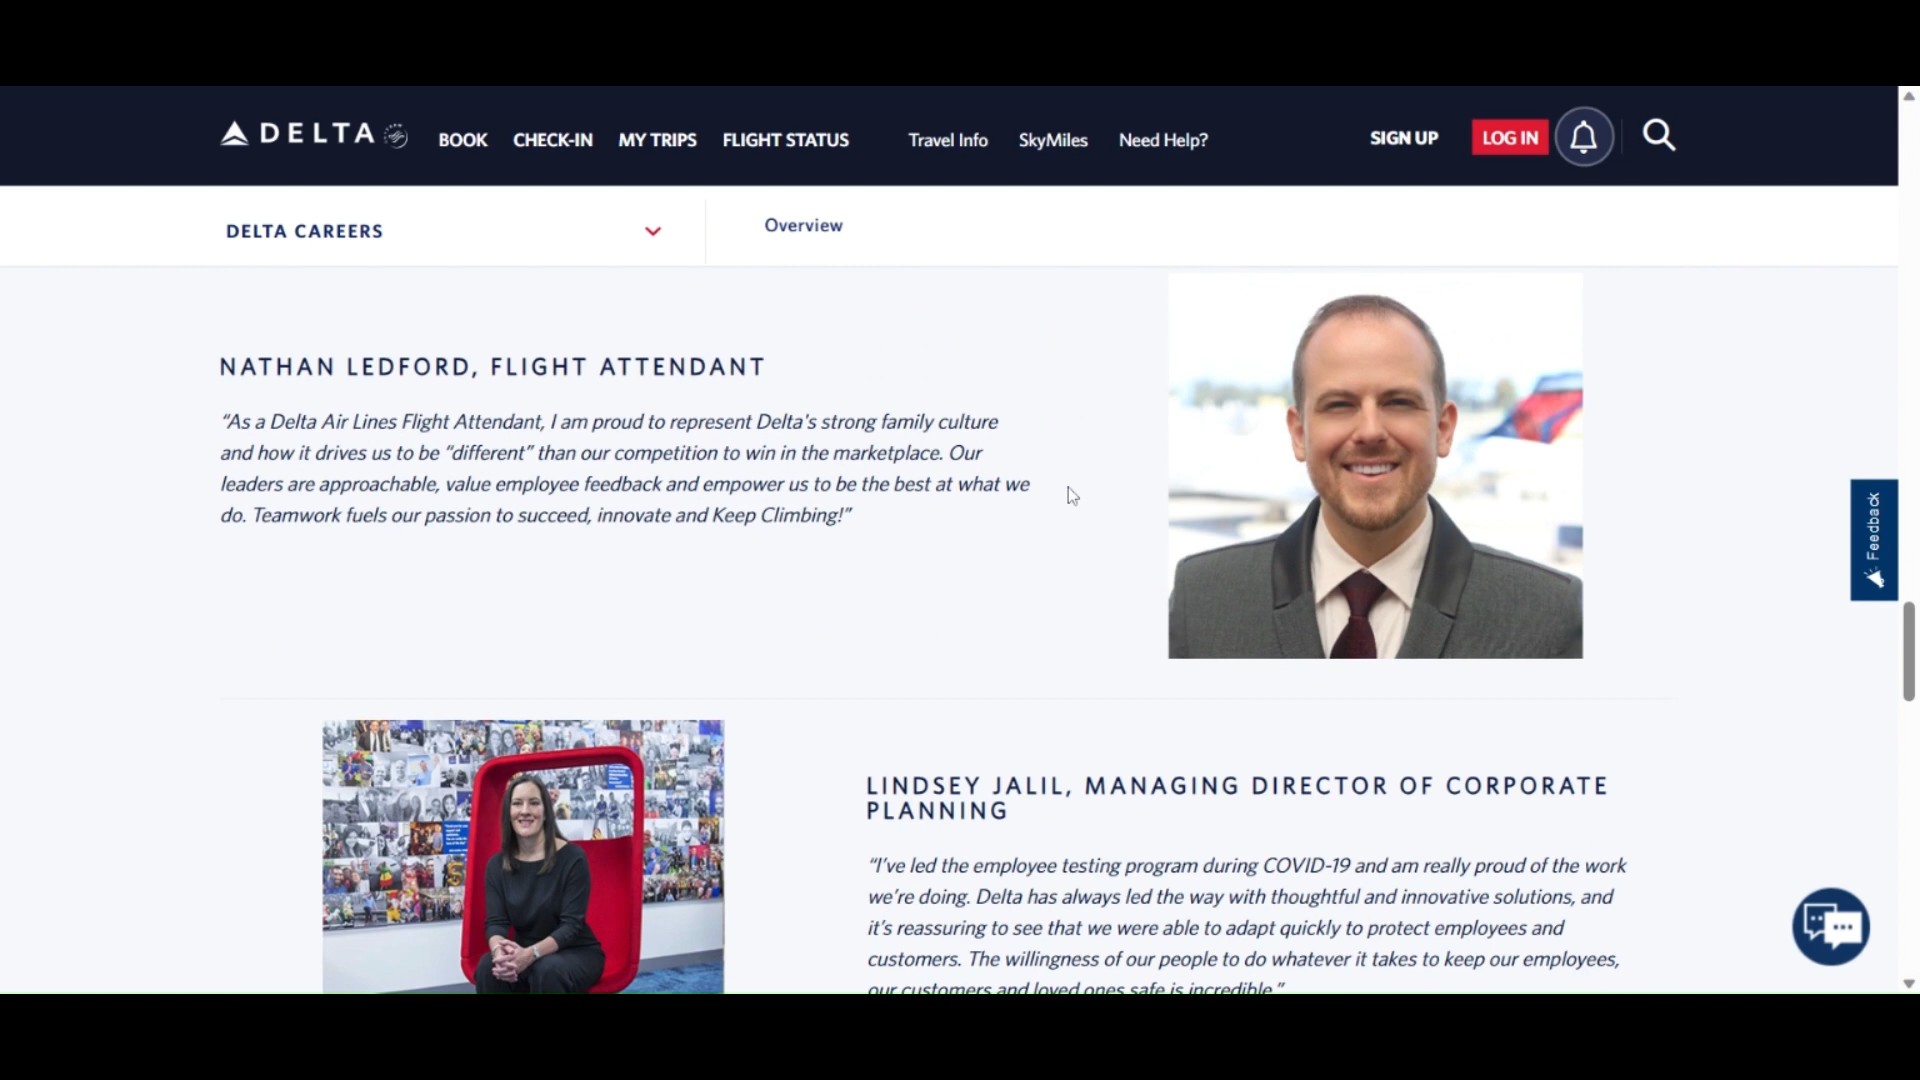 DELTA
BOOK
CHECK-IN
MY TRIPS
FLIGHT STATUS
Travel Info
SkyMiles
Need Help?
SIGN UP
LOG IN
DELTA CAREERS
Overview
NATHAN LEDFORD, FLIGHT ATTENDANT
“As a Delta Air Lines Flight Attendant, I am proud to represent Delta's strong family culture
and how it drives us to be “different” than our competition to win in the marketplace. Our
leaders are approachable, value employee feedback and empower us to be the best at what we
do. Teamwork fuels our passion to succeed, innovate and Keep Climbing!”
Feedback
LINDSEY JALIL, MANAGING DIRECTOR OF CORPORATE
PLANNING
“I’ve led the employee testing program during COVID-19 and am really proud of the work
we’re doing. Delta has always led the way with thoughtful and innovative solutions, and
it’s reassuring to see that we were able to adapt quickly to protect employees and
customers. The willingness of our people to do whatever it takes to keep our employees,
our customers and loved ones safe is incredible.”